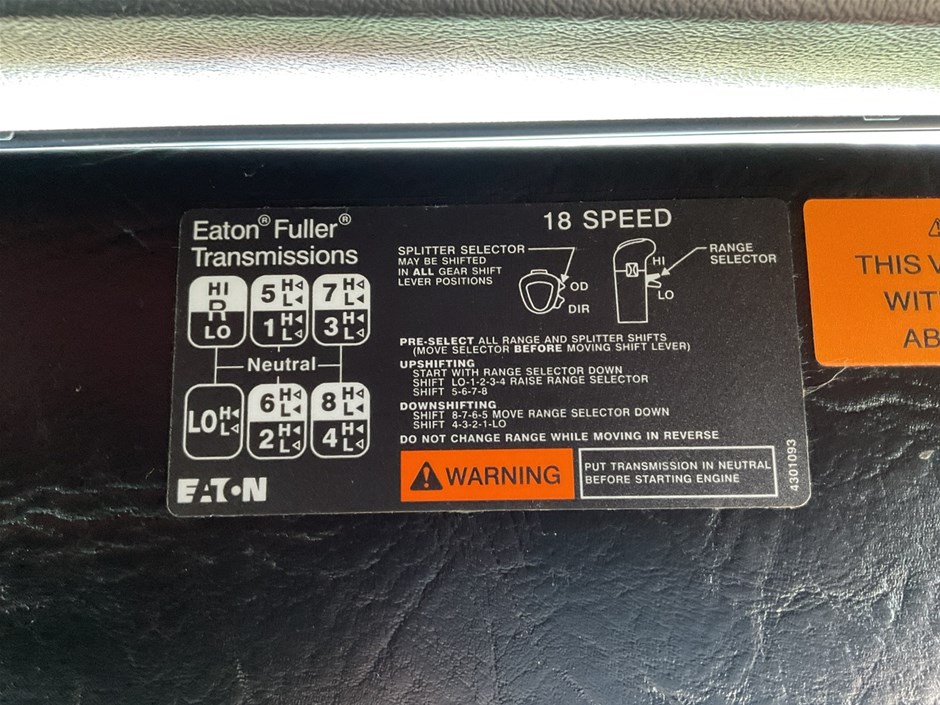 Eaton® Fuller®
Transmissions
18 SPEED
SPLITTER SELECTOR
MAY BE SHIFTED
IN ALL GEAR SHIFT
LEVER POSITIONS
OD
DIR
HI
LO
RANGE
SELECTOR
HI
R
LO
5 H L
1 H L
7 H L
3 H L
Neutral
LO H L
6 H L
2 H L
8 H L
4 H L
PRE-SELECT ALL RANGE AND SPLITTER SHIFTS
(MOVE SELECTOR BEFORE MOVING SHIFT LEVER)
UPSHIFTING
START WITH RANGE SELECTOR DOWN
SHIFT LO-1-2-3-4 RAISE RANGE SELECTOR
SHIFT 5-6-7-8
DOWNSHIFTING
SHIFT 8-7-6-5 MOVE RANGE SELECTOR DOWN
SHIFT 4-3-2-1-LO
DO NOT CHANGE RANGE WHILE MOVING IN REVERSE
WARNING
PUT TRANSMISSION IN NEUTRAL
BEFORE STARTING ENGINE
4301093
EATON
THIS V
WIT
AB